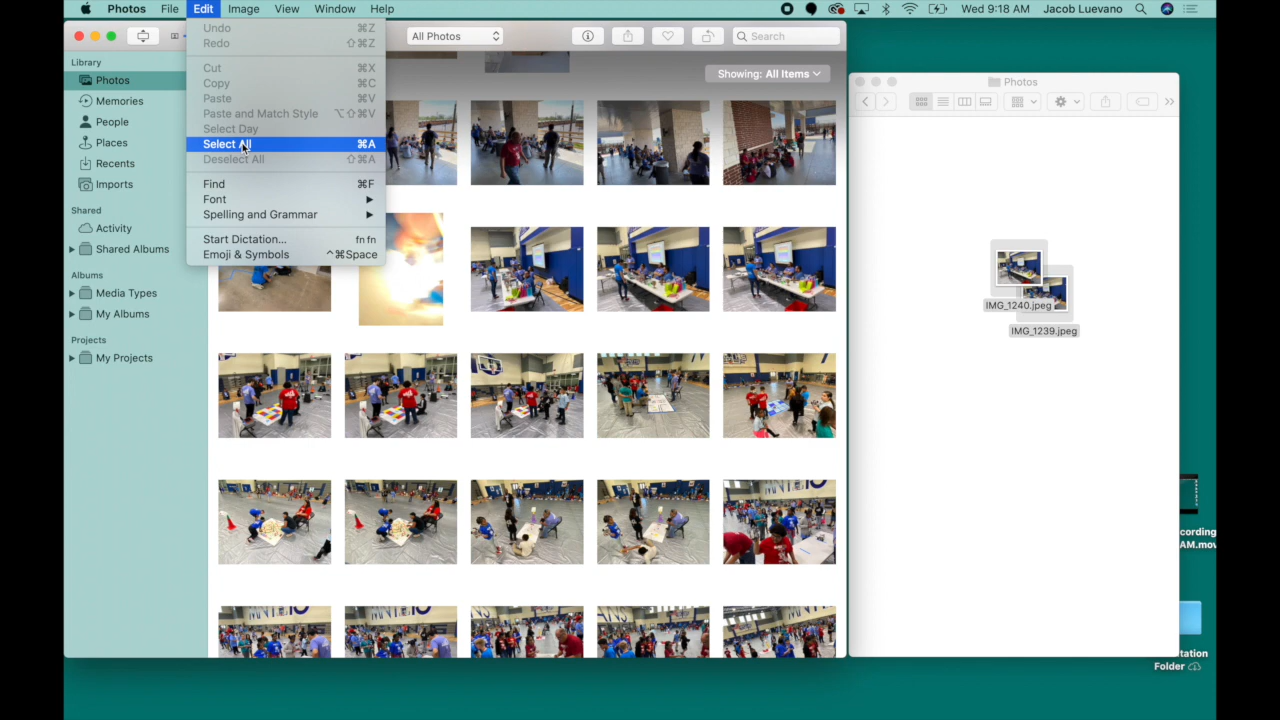 Photos File Edit Image View Window Help Wed 9:18 AM Jacob Luevano
Undo ⌘Z
Redo ⇧⌘Z
Cut ⌘X
Copy ⌘C
Paste ⌘V
Paste and Match Style ⌥⇧⌘V
Select Day
Select All ⌘A
Deselect All ⇧⌘A
Find ⌘F
Font
Spelling and Grammar
Start Dictation... fn fn
Emoji & Symbols ^⌘Space
All Photos
Search
Showing: All Items
Library
Photos
Memories
People
Places
Recents
Imports
Shared
Activity
Shared Albums
Albums
Media Types
My Albums
Projects
My Projects
Photos
IMG_1240.jpeg
IMG_1239.jpeg
cording
AM.mov
tation
Folder